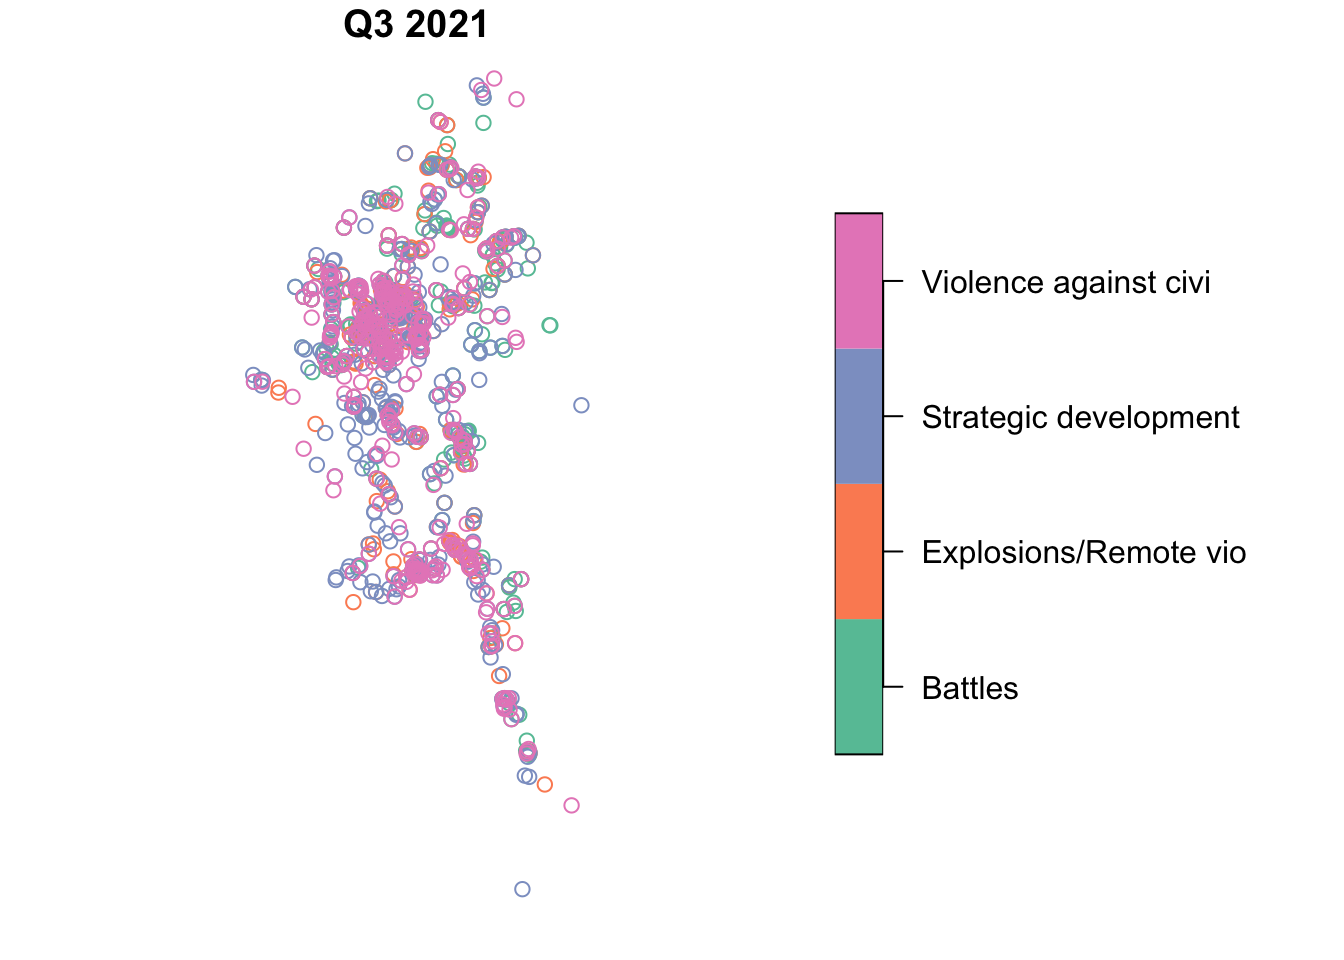 Q3 2021
Violence against civi
Strategic development
Explosions/Remote vio
Battles